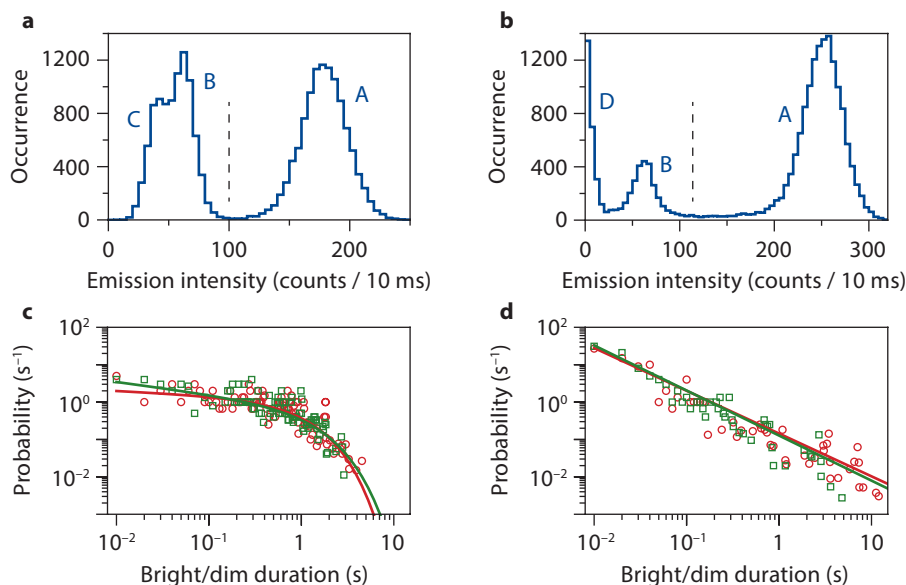 a
1200
800
400
0
Occurrence
C
B
A
0
100
200
Emission intensity (counts / 10 ms)
b
1200
800
400
0
Occurrence
D
B
A
0
100
200
300
Emission intensity (counts / 10 ms)
c
10²
10⁰
10⁻²
Probability (s⁻¹)
10⁻²
10⁻¹
1
10
Bright/dim duration (s)
d
10²
10⁰
10⁻²
Probability (s⁻¹)
10⁻²
10⁻¹
1
10
Bright/dim duration (s)